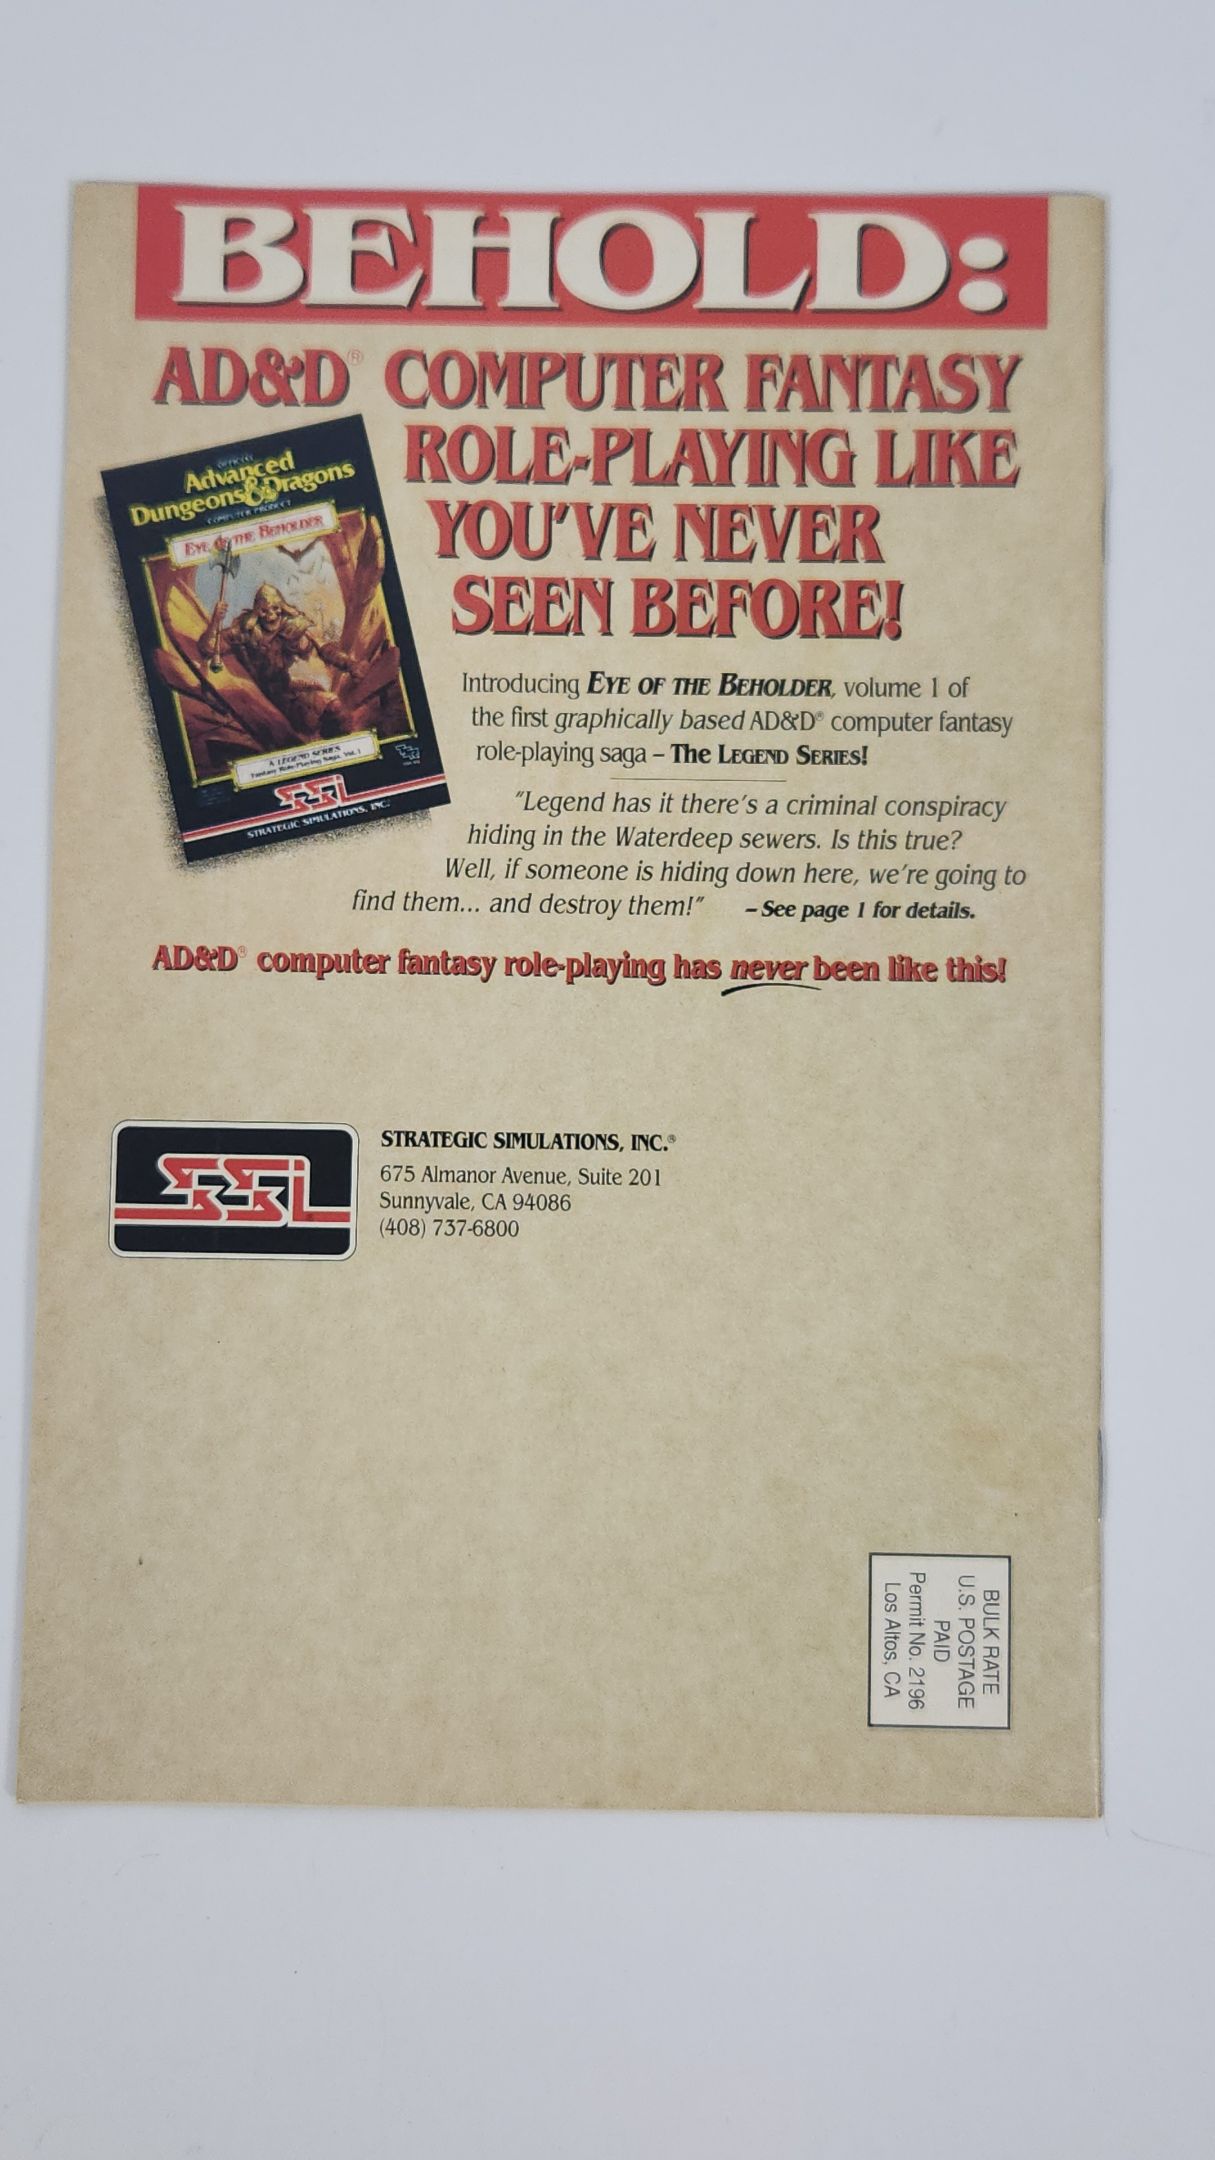 BEHOLD:
AD&D® COMPUTER FANTASY
ROLE-PLAYING LIKE
YOU'VE NEVER
SEEN BEFORE!
OFFICIAL
Advanced
Dungeons & Dragons
COMPUTER PRODUCT
EYE OF THE BEHOLDER
A LEGEND SERIES
Fantasy Role-Playing Saga, Vol. 1
SSI
STRATEGIC SIMULATIONS, INC.
Introducing EYE OF THE BEHOLDER, volume 1 of
the first graphically based AD&D® computer fantasy
role-playing saga – The LEGEND SERIES!
"Legend has it there's a criminal conspiracy
hiding in the Waterdeep sewers. Is this true?
Well, if someone is hiding down here, we're going to
find them... and destroy them!" – See page 1 for details.
AD&D® computer fantasy role-playing has never been like this!
SSI
STRATEGIC SIMULATIONS, INC.®
675 Almanor Avenue, Suite 201
Sunnyvale, CA 94086
(408) 737-6800
BULK RATE
U.S. POSTAGE
PAID
Permit No. 2196
Los Altos, CA